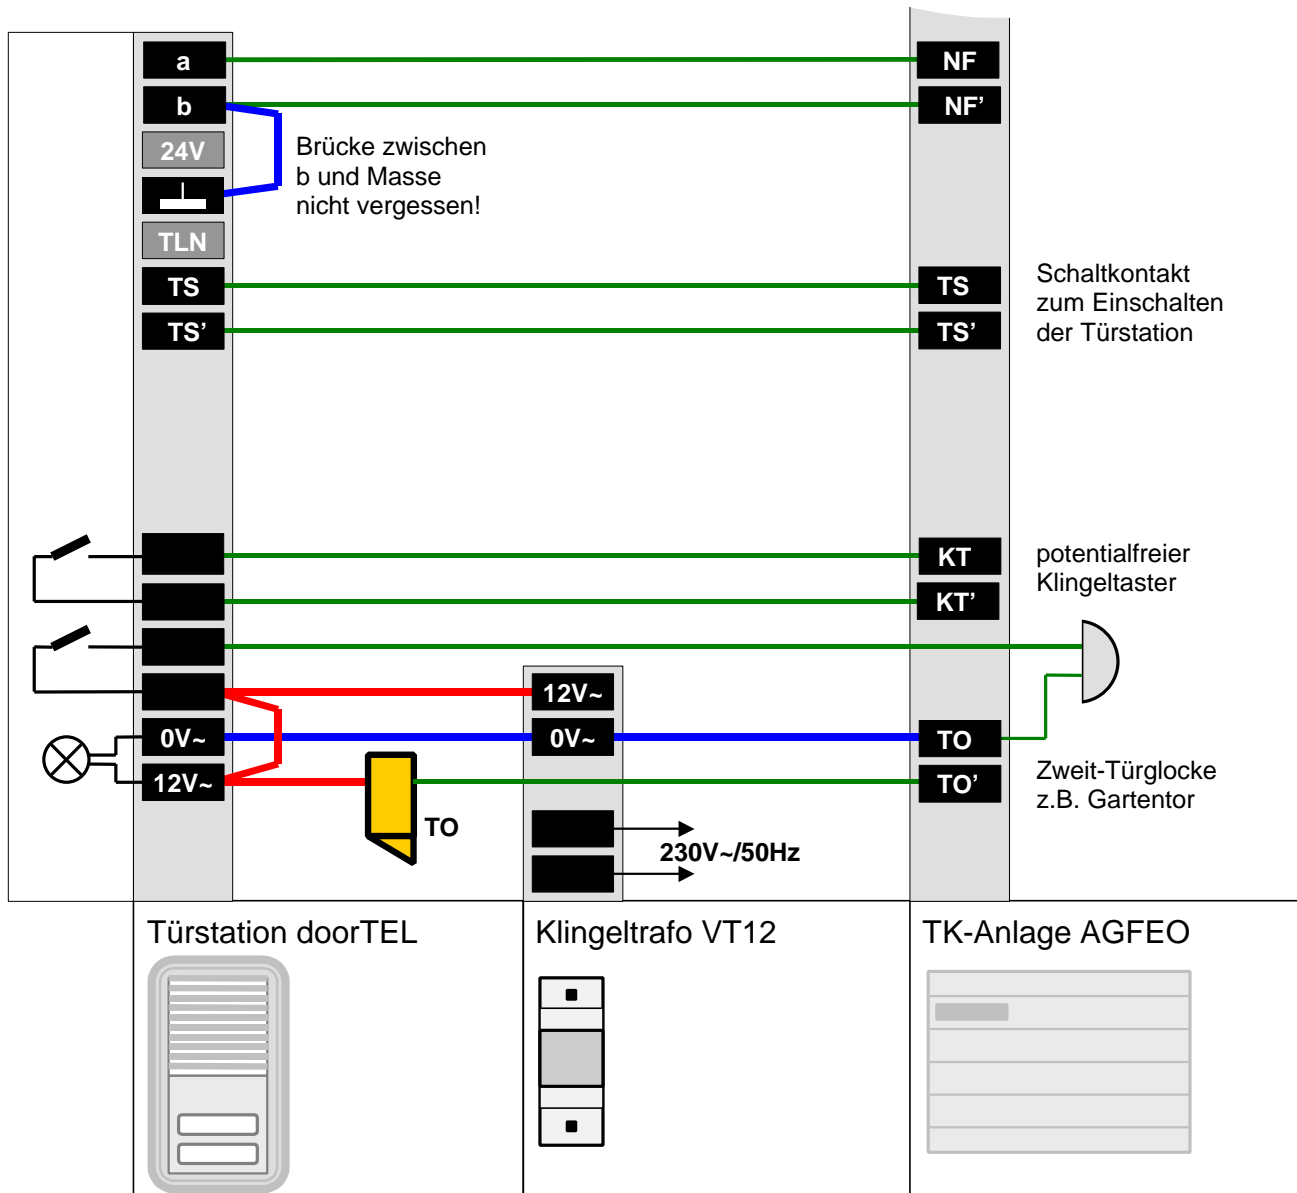 a
NF
b
NF’
24V
Brücke zwischen
b und Masse
nicht vergessen!
TLN
TS
TS
Schaltkontakt
zum Einschalten
der Türstation
TS’
TS’
KT
potentialfreier
Klingeltaster
KT’
12V~
0V~
0V~
TO
12V~
TO’
Zweit-Türglocke
z.B. Gartentor
TO
230V~/50Hz
Türstation doorTEL
Klingeltrafo VT12
TK-Anlage AGFEO